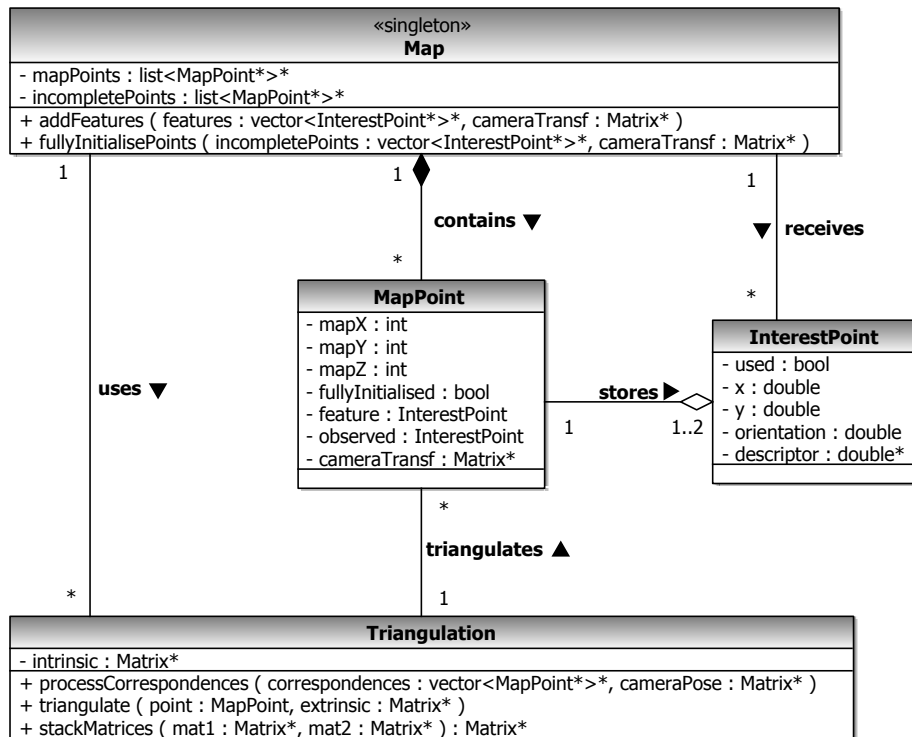 «singleton»
Map
- mapPoints : list<MapPoint*>*
- incompletePoints : list<MapPoint*>*
+ addFeatures ( features : vector<InterestPoint*>*, cameraTransf : Matrix* )
+ fullyInitialisePoints ( incompletePoints : vector<InterestPoint*>*, cameraTransf : Matrix* )
1
1
1
contains ▼
▼ receives
*
*
MapPoint
- mapX : int
- mapY : int
- mapZ : int
- fullyInitialised : bool
- feature : InterestPoint
- observed : InterestPoint
- cameraTransf : Matrix*
InterestPoint
- used : bool
- x : double
- y : double
- orientation : double
- descriptor : double*
uses ▼
stores ▶
1
1..2
*
triangulates ▲
*
1
Triangulation
- intrinsic : Matrix*
+ processCorrespondences ( correspondences : vector<MapPoint*>*, cameraPose : Matrix* )
+ triangulate ( point : MapPoint, extrinsic : Matrix* )
+ stackMatrices ( mat1 : Matrix*, mat2 : Matrix* ) : Matrix*